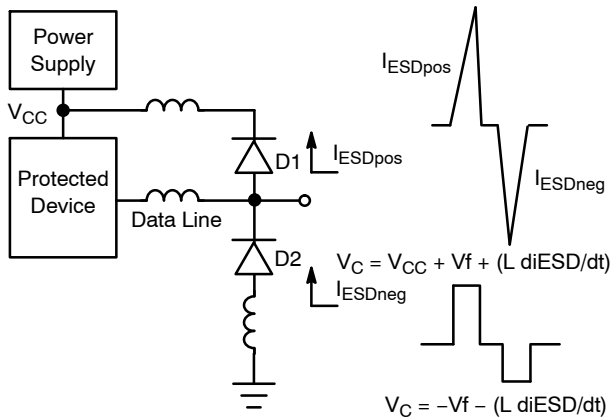 Power
Supply
VCC
Protected
Device
Data Line
D1
IESDpos
D2
IESDneg
IESDpos
IESDneg
VC = VCC + Vf + (L diESD/dt)
VC = −Vf − (L diESD/dt)